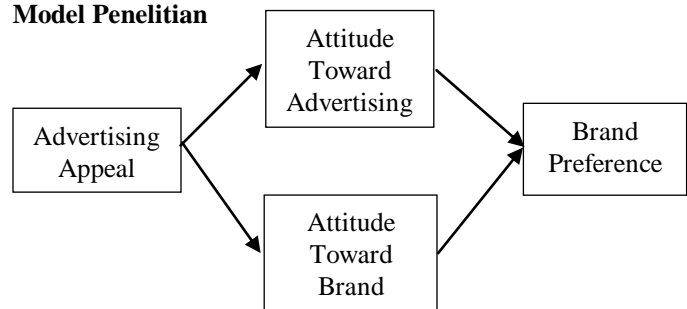 Model Penelitian
Attitude
Toward
Advertising
Advertising
Appeal
Brand
Preference
Attitude
Toward
Brand